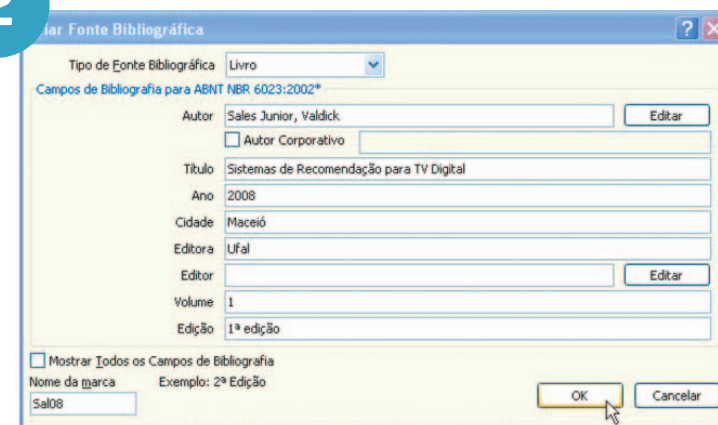 iar Fonte Bibliográfica
Tipo de Fonte Bibliográfica Livro
Campos de Bibliografia para ABNT NBR 6023:2002*
Autor Sales Junior, Valdick Editar
Autor Corporativo
Título Sistemas de Recomendação para TV Digital
Ano 2008
Cidade Maceió
Editora Ufal
Editor Editar
Volume 1
Edição 1ª edição
Mostrar Todos os Campos de Bibliografia
Nome da marca Exemplo: 2ª Edição
Sal08 OK Cancelar